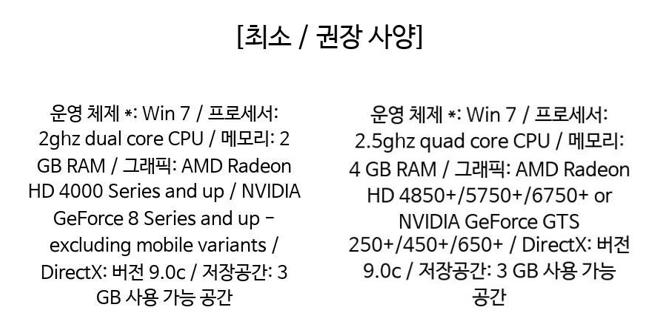 [최소 / 권장 사양]
운영 체제 *: Win 7 / 프로세서:
2ghz dual core CPU / 메모리: 2
GB RAM / 그래픽: AMD Radeon
HD 4000 Series and up / NVIDIA
GeForce 8 Series and up -
excluding mobile variants /
DirectX: 버전 9.0c / 저장공간: 3
GB 사용 가능 공간
운영 체제 *: Win 7 / 프로세서:
2.5ghz quad core CPU / 메모리:
4 GB RAM / 그래픽: AMD Radeon
HD 4850+/5750+/6750+ or
NVIDIA GeForce GTS
250+/450+/650+ / DirectX: 버전
9.0c / 저장공간: 3 GB 사용 가능
공간